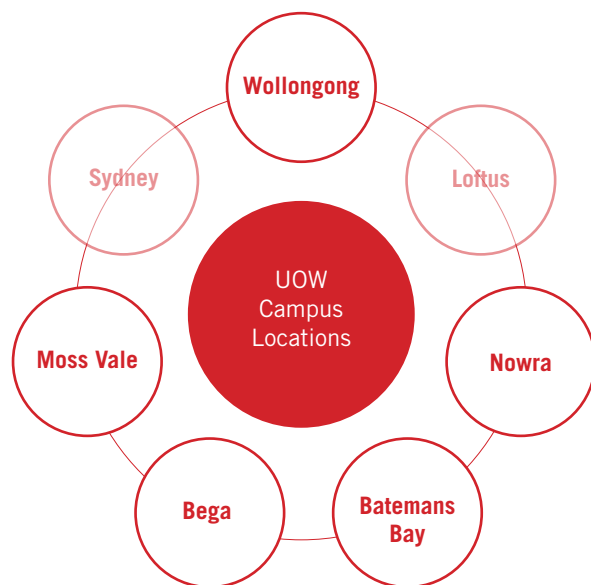 Wollongong
Sydney
Loftus
UOW
Campus
Locations
Moss Vale
Nowra
Bega
Batemans
Bay